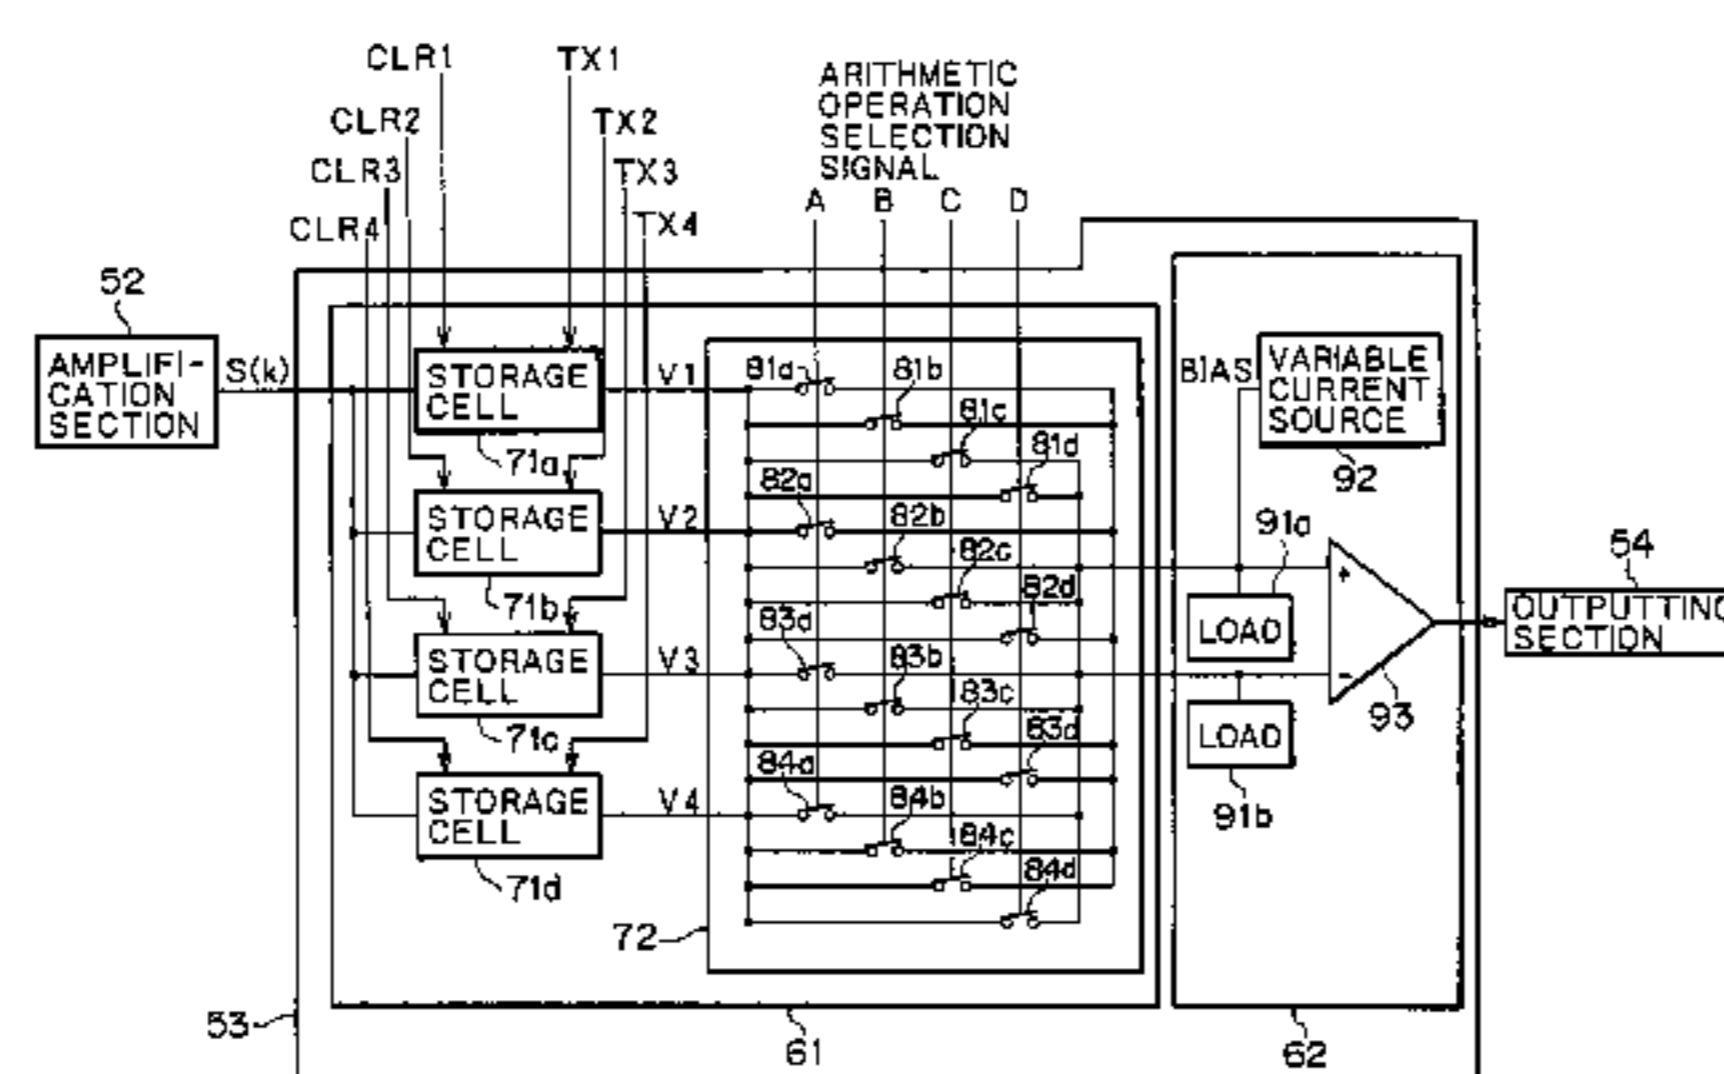 CLR1
TX1
CLR2
TX2
CLR3
TX3
CLR4
TX4
ARITHMETIC
OPERATION
SELECTION
SIGNAL
A B C D
52
AMPLIFI-
CATION
SECTION
S(k)
STORAGE
CELL
71a
V1
STORAGE
CELL
71b
V2
STORAGE
CELL
71c
V3
STORAGE
CELL
71d
V4
81a
81b
81c
81d
82a
82b
82c
82d
83a
83b
83c
83d
84a
84b
84c
84d
72
BIAS
VARIABLE
CURRENT
SOURCE
92
91a
LOAD
+
-
93
LOAD
91b
54
OUTPUTTING
SECTION
53
61
62